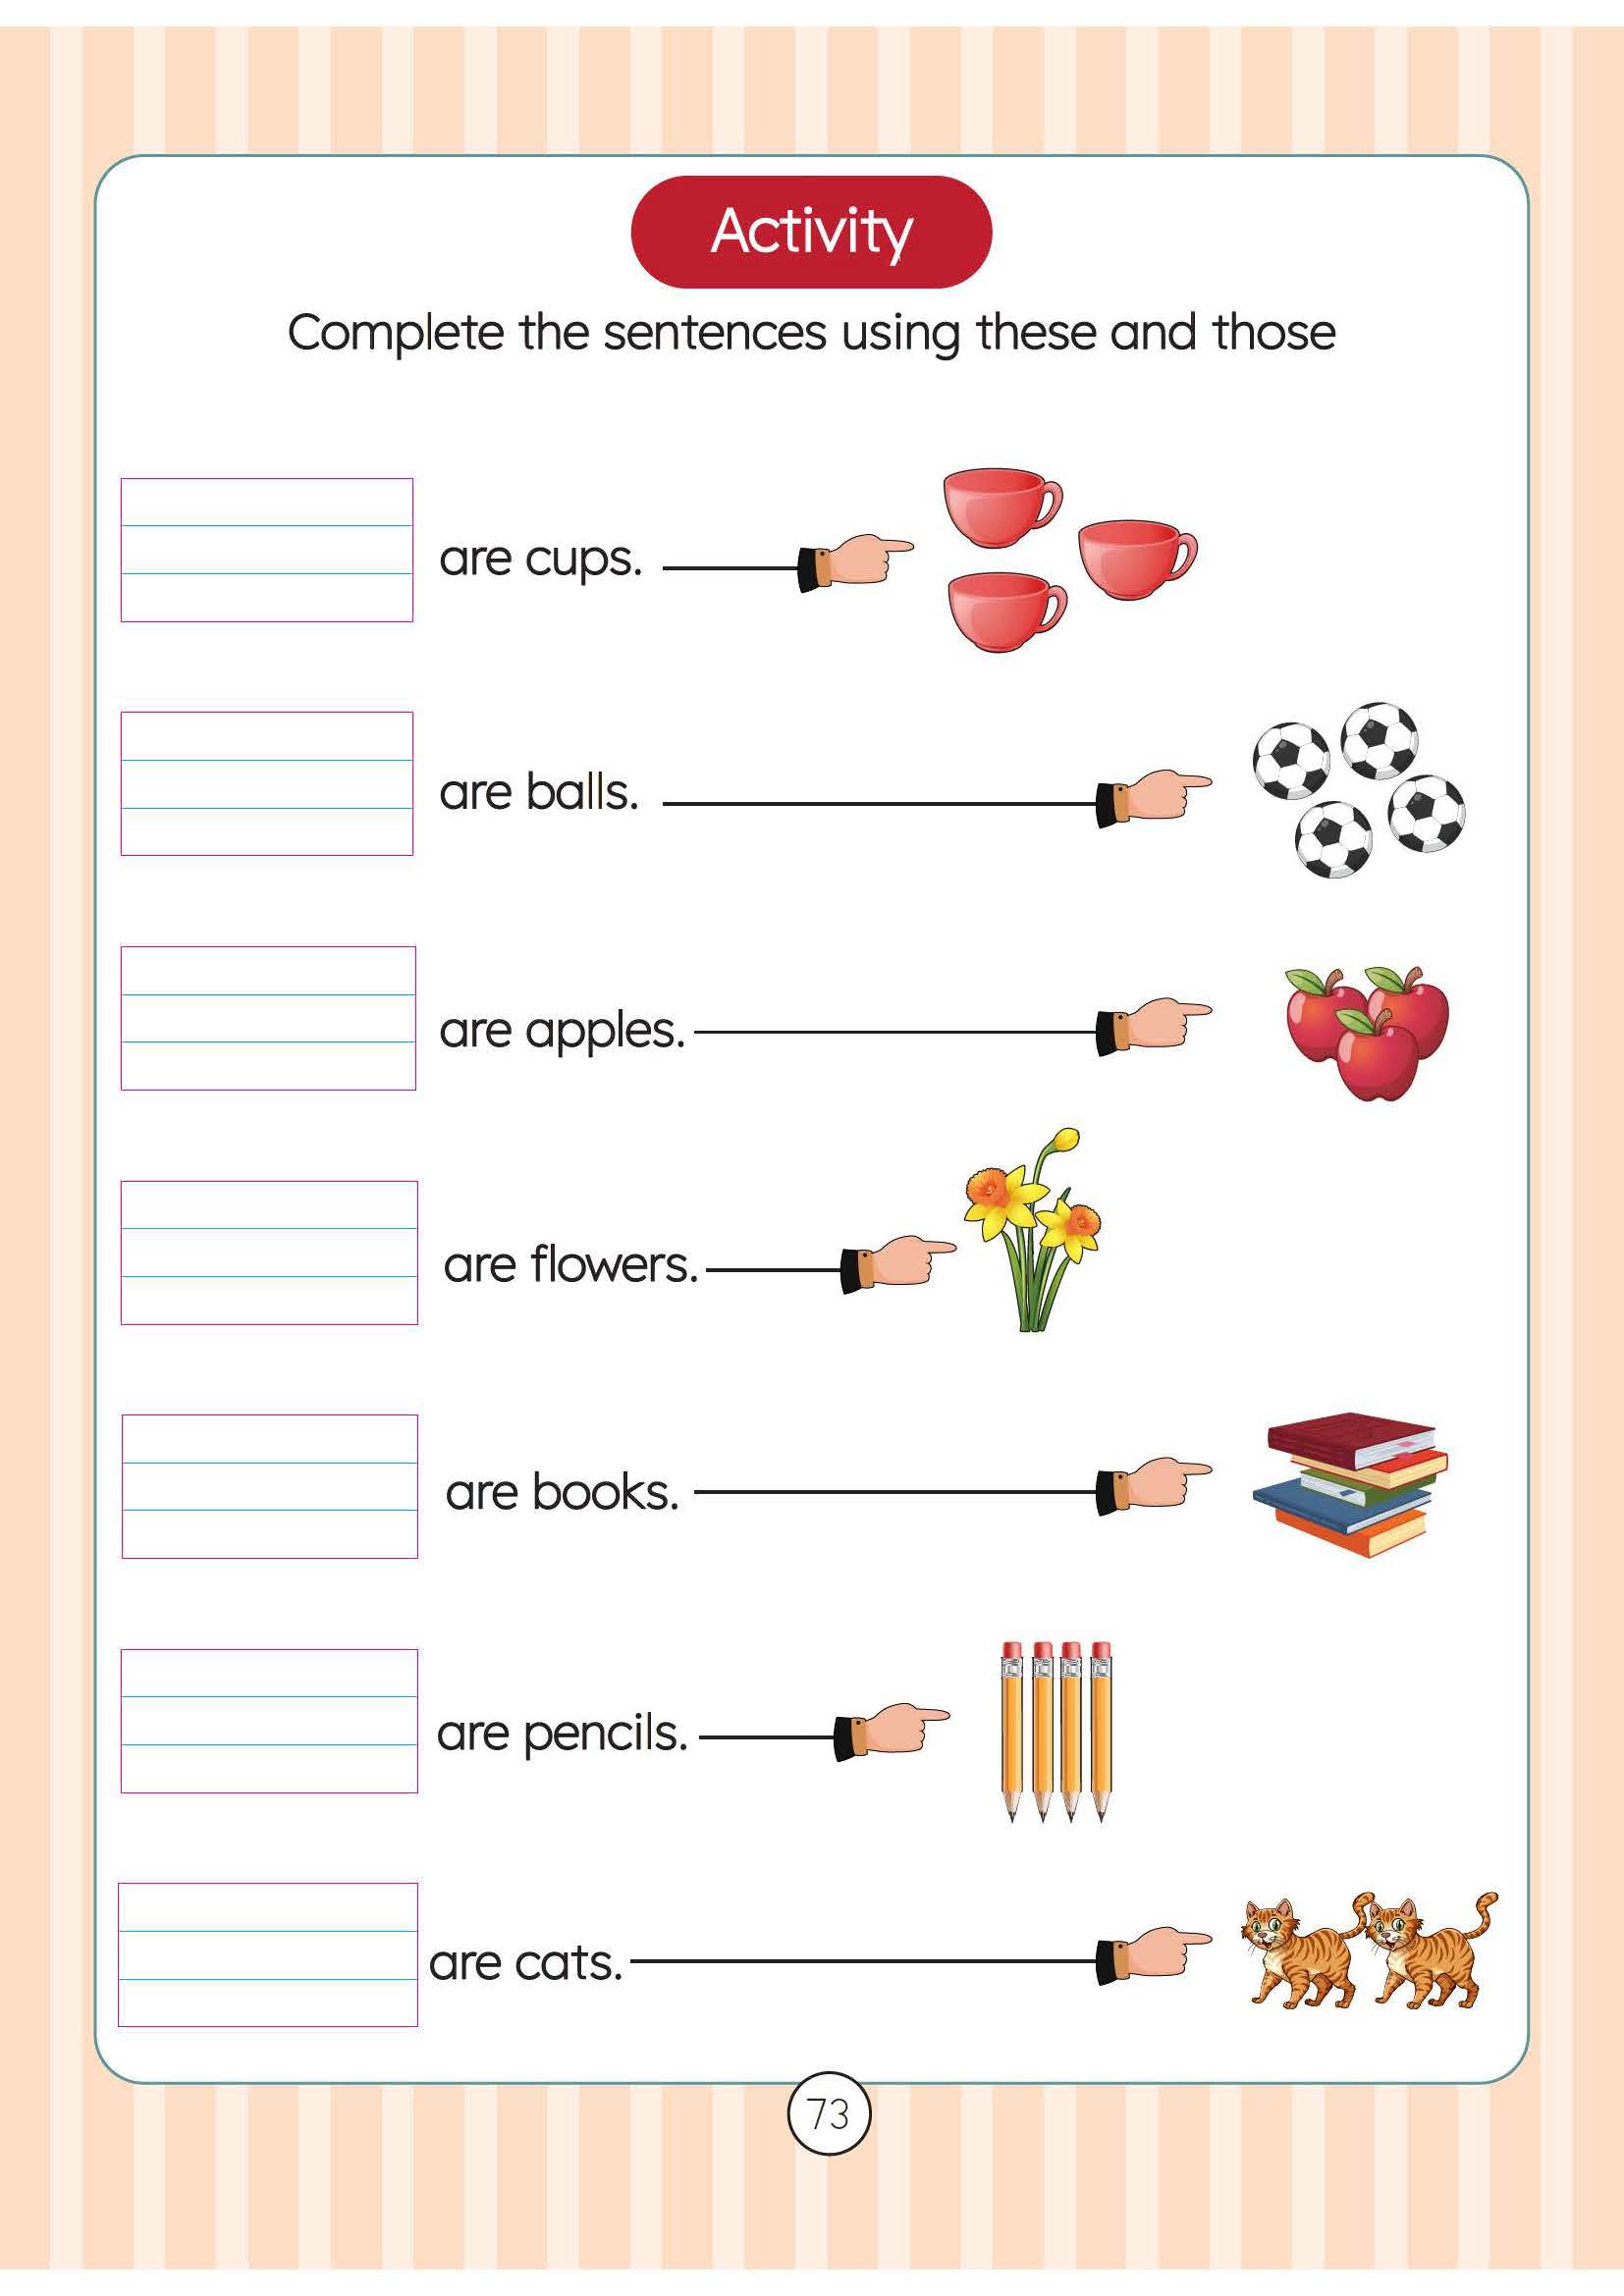 Activity
Complete the sentences using these and those
are cups.
are balls.
are apples.
are flowers.
are books.
are pencils.
are cats.
73